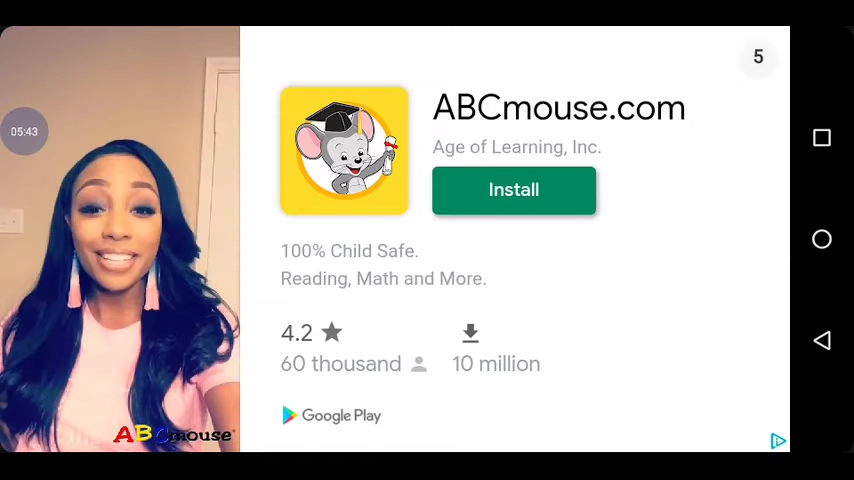 5
05:43
ABCmouse.com
Age of Learning, Inc.
Install
100% Child Safe.
Reading, Math and More.
4.2
60 thousand
10 million
Google Play
ABCmouse